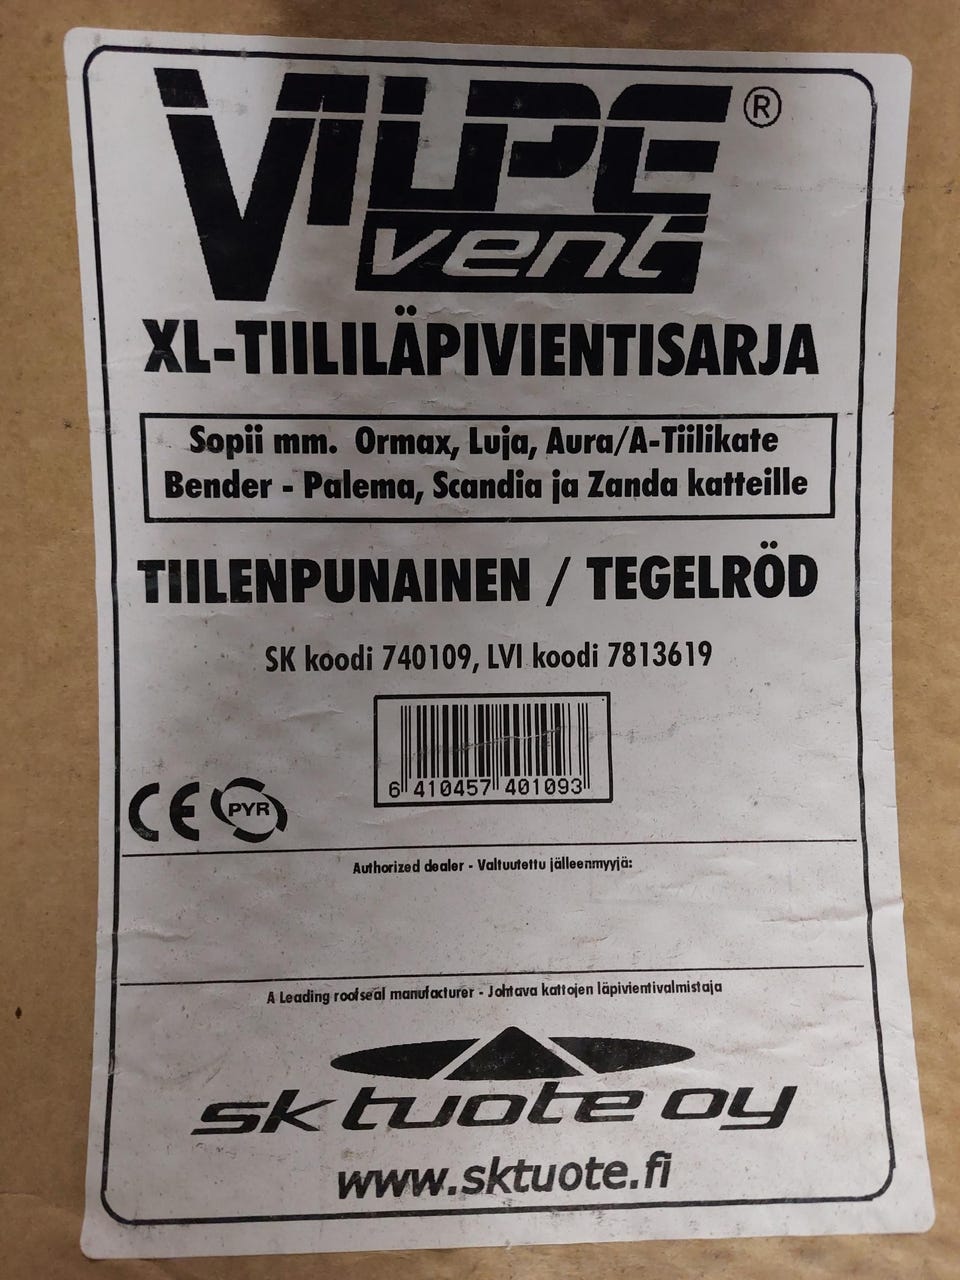 VILPE ®
vent
XL-TIILILÄPIVIENTISARJA
Sopii mm. Ormax, Luja, Aura/A-Tiilikate
Bender - Palema, Scandia ja Zanda katteille
TIILENPUNAINEN / TEGELRÖD
SK koodi 740109, LVI koodi 7813619
6 410457 401093
CE PYR
Authorized dealer - Valtuutettu jälleenmyyjä:
A Leading roofseal manufacturer - Johtava kattojen läpivientivalmistaja
sk tuote oy
www.sktuote.fi